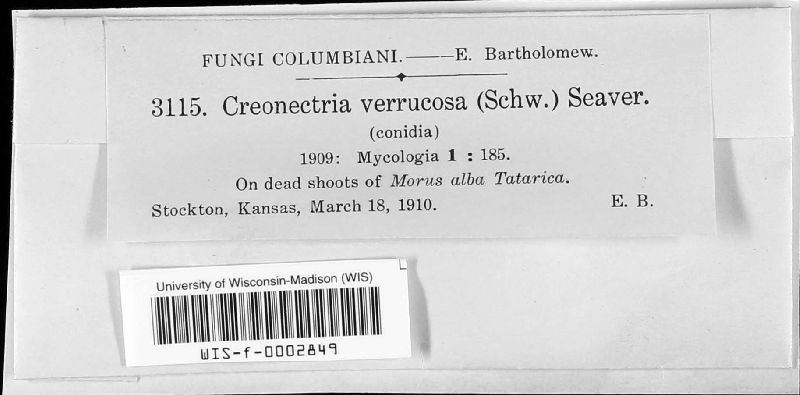 FUNGI COLUMBIANI.——E. Bartholomew.
3115. Creonectria verrucosa (Schw.) Seaver.
(conidia)
1909: Mycologia 1 : 185.
On dead shoots of Morus alba Tatarica.
Stockton, Kansas, March 18, 1910. E. B.
University of Wisconsin-Madison (WIS)
WIS-f-0002849